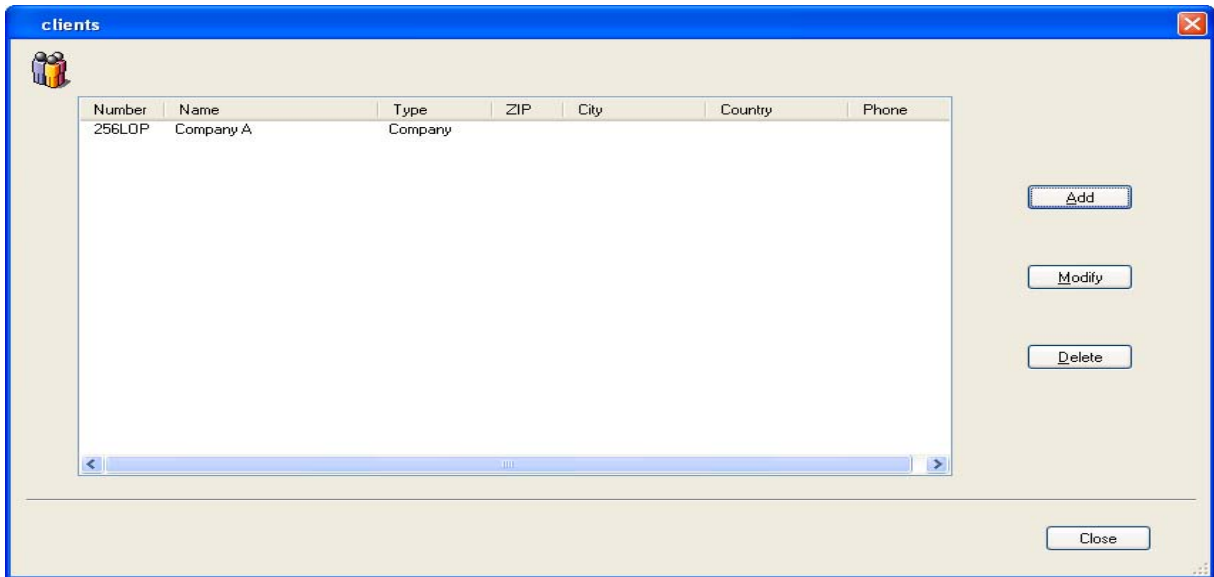 clients
Number Name Type ZIP City Country Phone
256LOP Company A Company
Add
Modify
Delete
Close